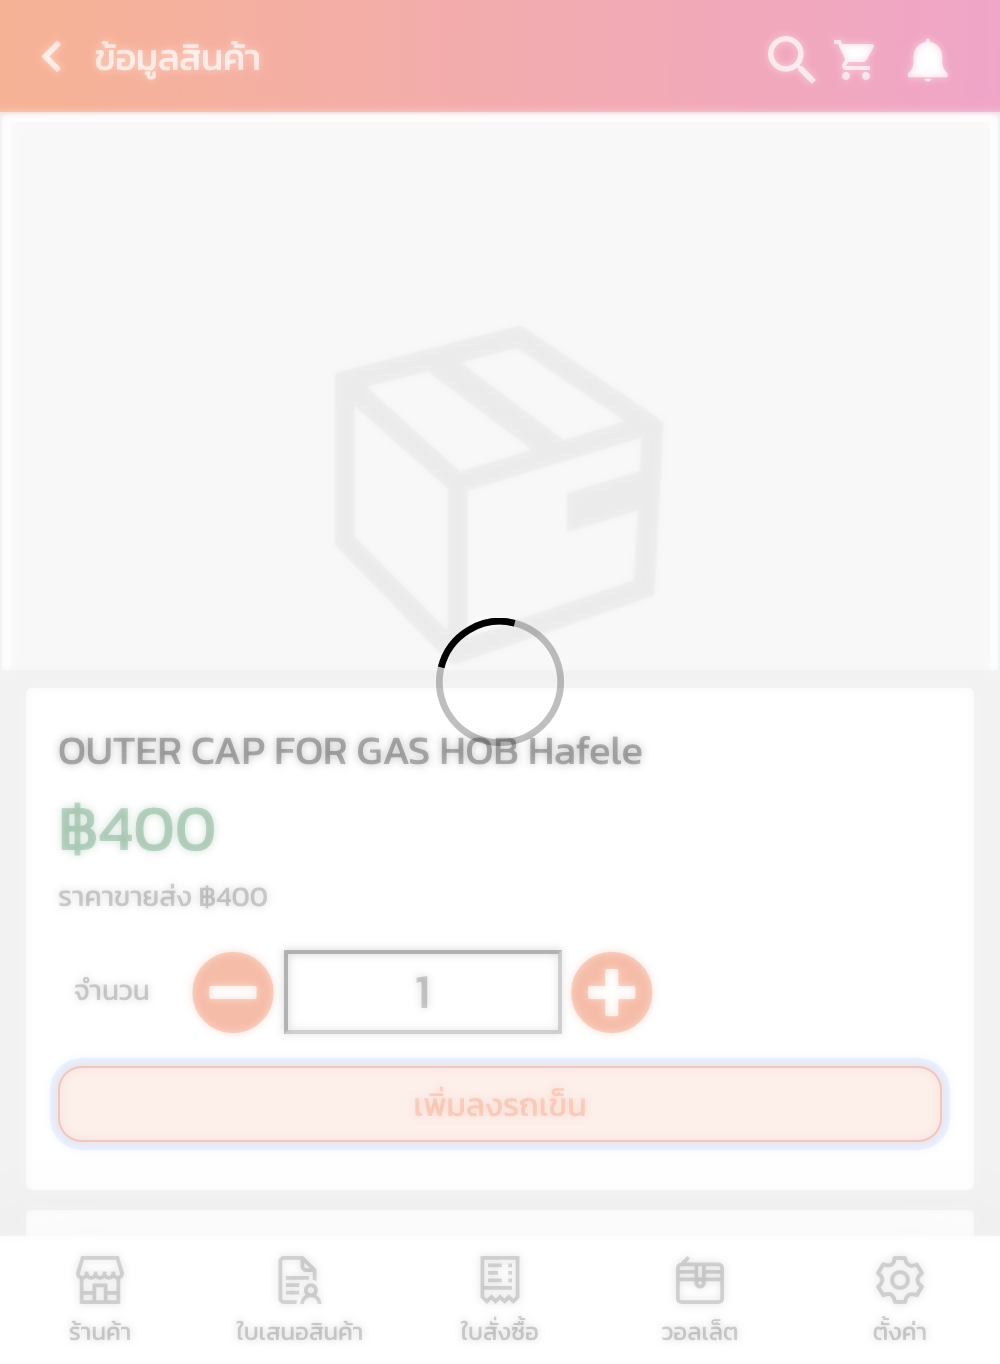 ข้อมูลสินค้า
OUTER CAP FOR GAS HOB Hafele
฿400
ราคาขายส่ง ฿400
จำนวน
1
เพิ่มลงรถเข็น
ร้านค้า ใบเสนอสินค้า ใบสั่งซื้อ วอลเล็ต ตั้งค่า